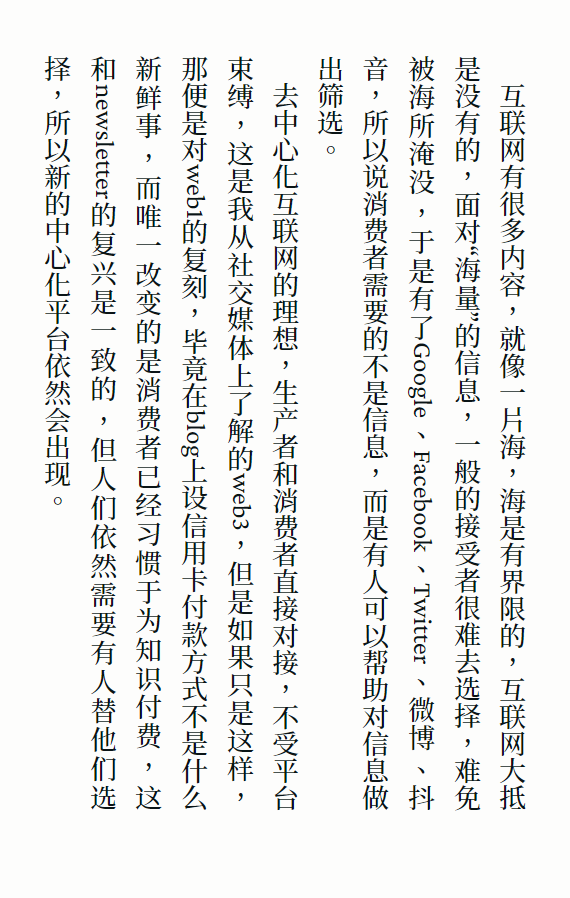 互联网有很多内容，就像一片海，海是有界限的，互联网大抵
是没有的，面对“海量”的信息，一般的接受者很难去选择，难免
被海所淹没，于是有了Google、Facebook、Twitter、微博、抖
音，所以说消费者需要的不是信息，而是有人可以帮助对信息做
出筛选。
去中心化互联网的理想，生产者和消费者直接对接，不受平台
束缚，这是我从社交媒体上了解的web3，但是如果只是这样，
那便是对web1的复刻，毕竟在blog上设信用卡付款方式不是什么
新鲜事，而唯一改变的是消费者已经习惯于为知识付费，这
和newsletter的复兴是一致的，但人们依然需要有人替他们选
择，所以新的中心化平台依然会出现。